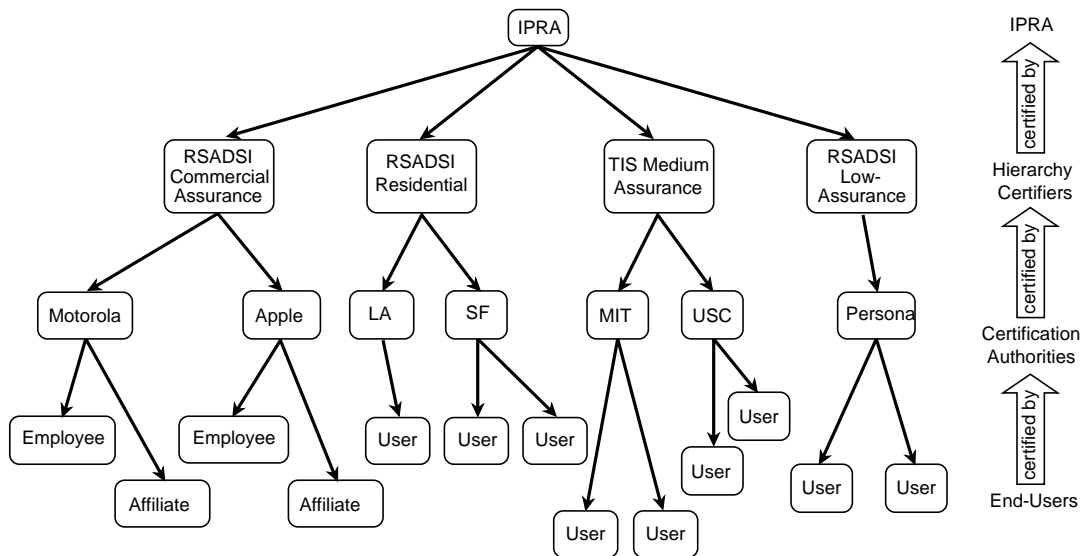 IPRA
IPRA
certified by
RSADSI
Commercial
Assurance
RSADSI
Residential
TIS Medium
Assurance
RSADSI
Low-
Assurance
Hierarchy
Certifiers
certified by
Motorola
Apple
LA
SF
MIT
USC
Persona
Certification
Authorities
certified by
Employee
Employee
User
User
User
User
User
Affiliate
Affiliate
User
User
User
User
End-Users